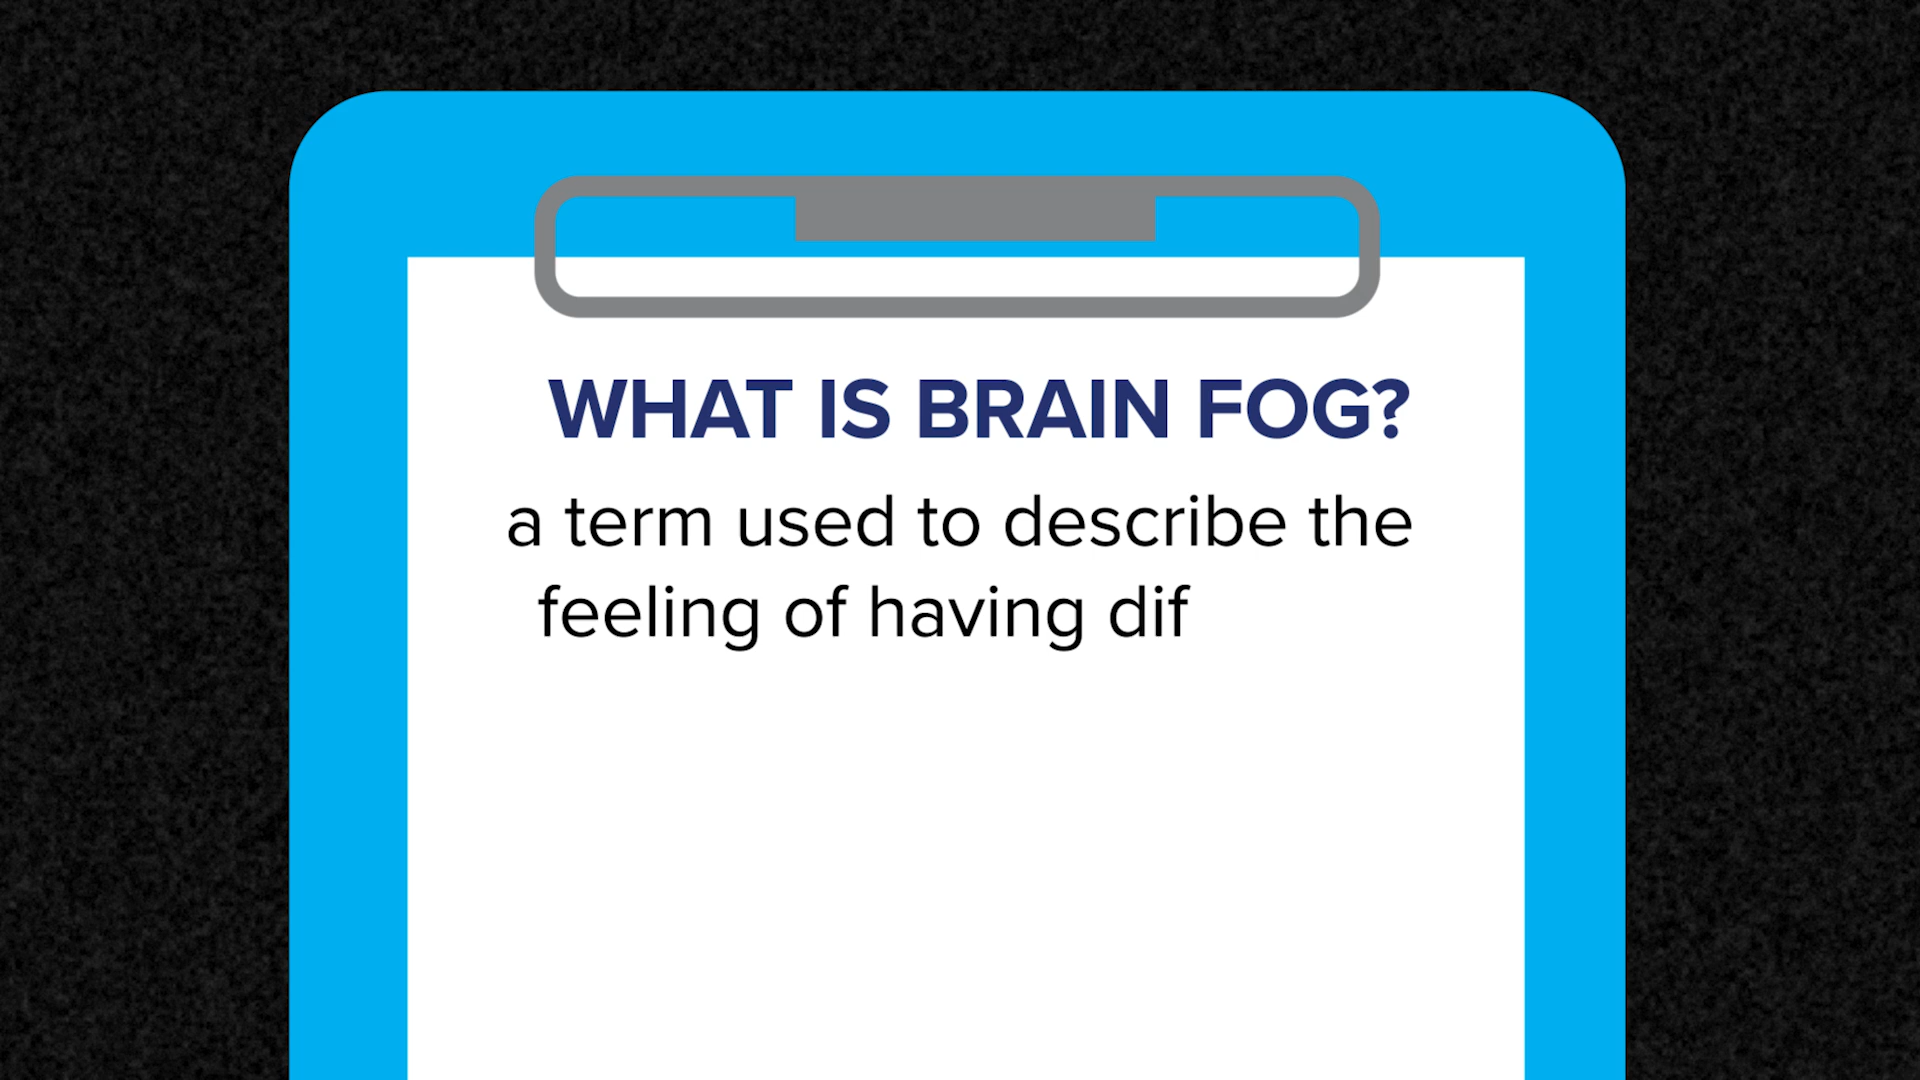 WHAT IS BRAIN FOG?
a term used to describe the
feeling of having dif